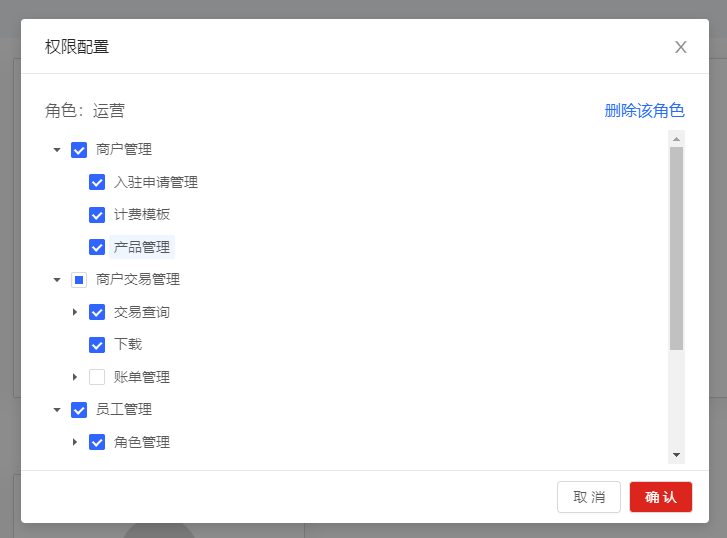 权限配置
X
角色：运营
删除该角色
商户管理
入驻申请管理
计费模板
产品管理
商户交易管理
交易查询
下载
账单管理
员工管理
角色管理
取 消
确 认